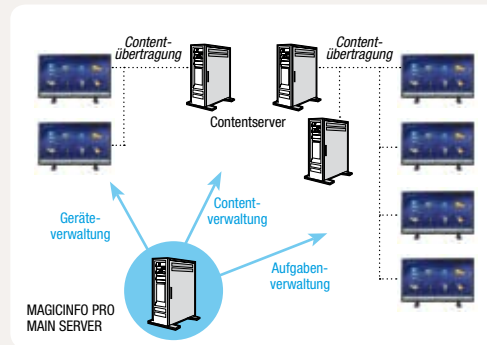 Content-
übertragung
Content-
übertragung
Contentserver
Geräte-
verwaltung
Content-
verwaltung
Aufgaben-
verwaltung
MAGICINFO PRO
MAIN SERVER